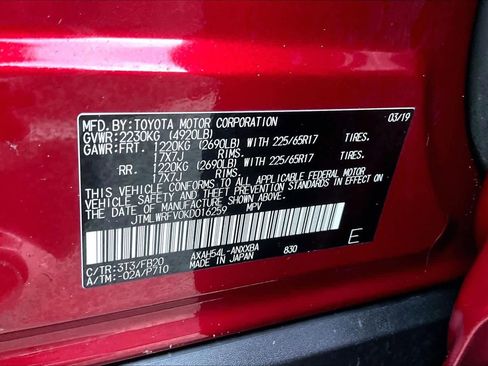 MFD. BY: TOYOTA MOTOR CORPORATION 03/19
GVWR: 2230KG (4920LB)
GAWR: FRT. 1220KG (2690LB) WITH 225/65R17 TIRES.
17X7J RIMS.
RR. 1220KG (2690LB) WITH 225/65R17 TIRES.
17X7J RIMS.
THIS VEHICLE CONFORMS TO ALL APPLICABLE FEDERAL MOTOR
VEHICLE SAFETY AND THEFT PREVENTION STANDARDS IN EFFECT
ON THE DATE OF MANUFACTURE SHOWN ABOVE.
JTMLWRFV0KD016259 MPV
C/TR: 3T3/FB20 AXAH54L-ANXXBA 830 E
A/TM: -02A/P710 MADE IN JAPAN